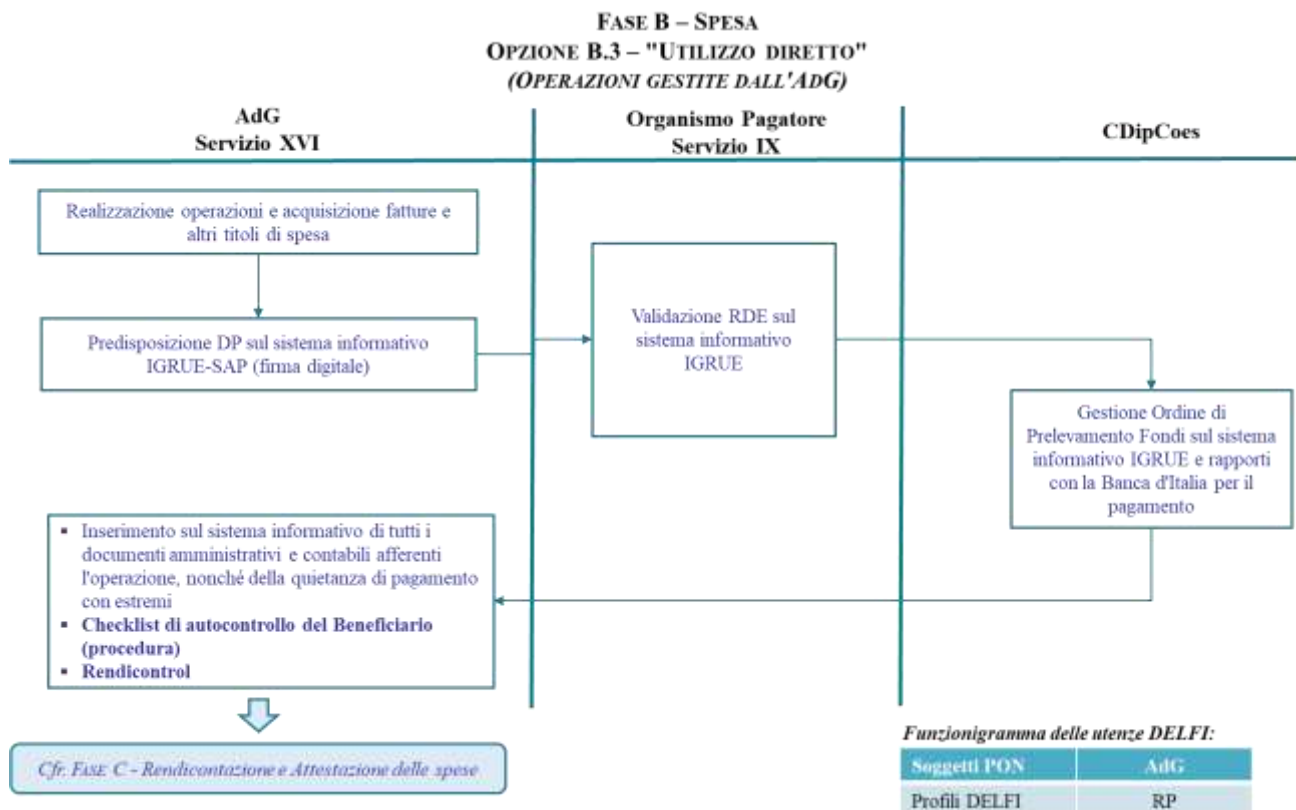 FASE B – SPESA
OPZIONE B.3 – "UTILIZZO DIRETTO"
(OPERAZIONI GESTITE DALL'ADG)
AdG
Servizio XVI
Organismo Pagatore
Servizio IX
CDipCoes
Realizzazione operazioni e acquisizione fatture e
altri titoli di spesa
Predisposizione DP sul sistema informativo
IGRUE-SAP (firma digitale)
Validazione RDE sul
sistema informativo
IGRUE
Gestione Ordine di
Prelevamento Fondi sul sistema
informativo IGRUE e rapporti
con la Banca d'Italia per il
pagamento
▪ Inserimento sul sistema informativo di tutti i
documenti amministrativi e contabili afferenti
l'operazione, nonché della quietanza di pagamento
con estremi
▪ Checklist di autocontrollo del Beneficiario
(procedura)
▪ Rendicontrol
Cfr. FASE C - Rendicontazione e Attestazione delle spese
Funzionigramma delle utenze DELFI:
Soggetti PON AdG
Profili DELFI RP